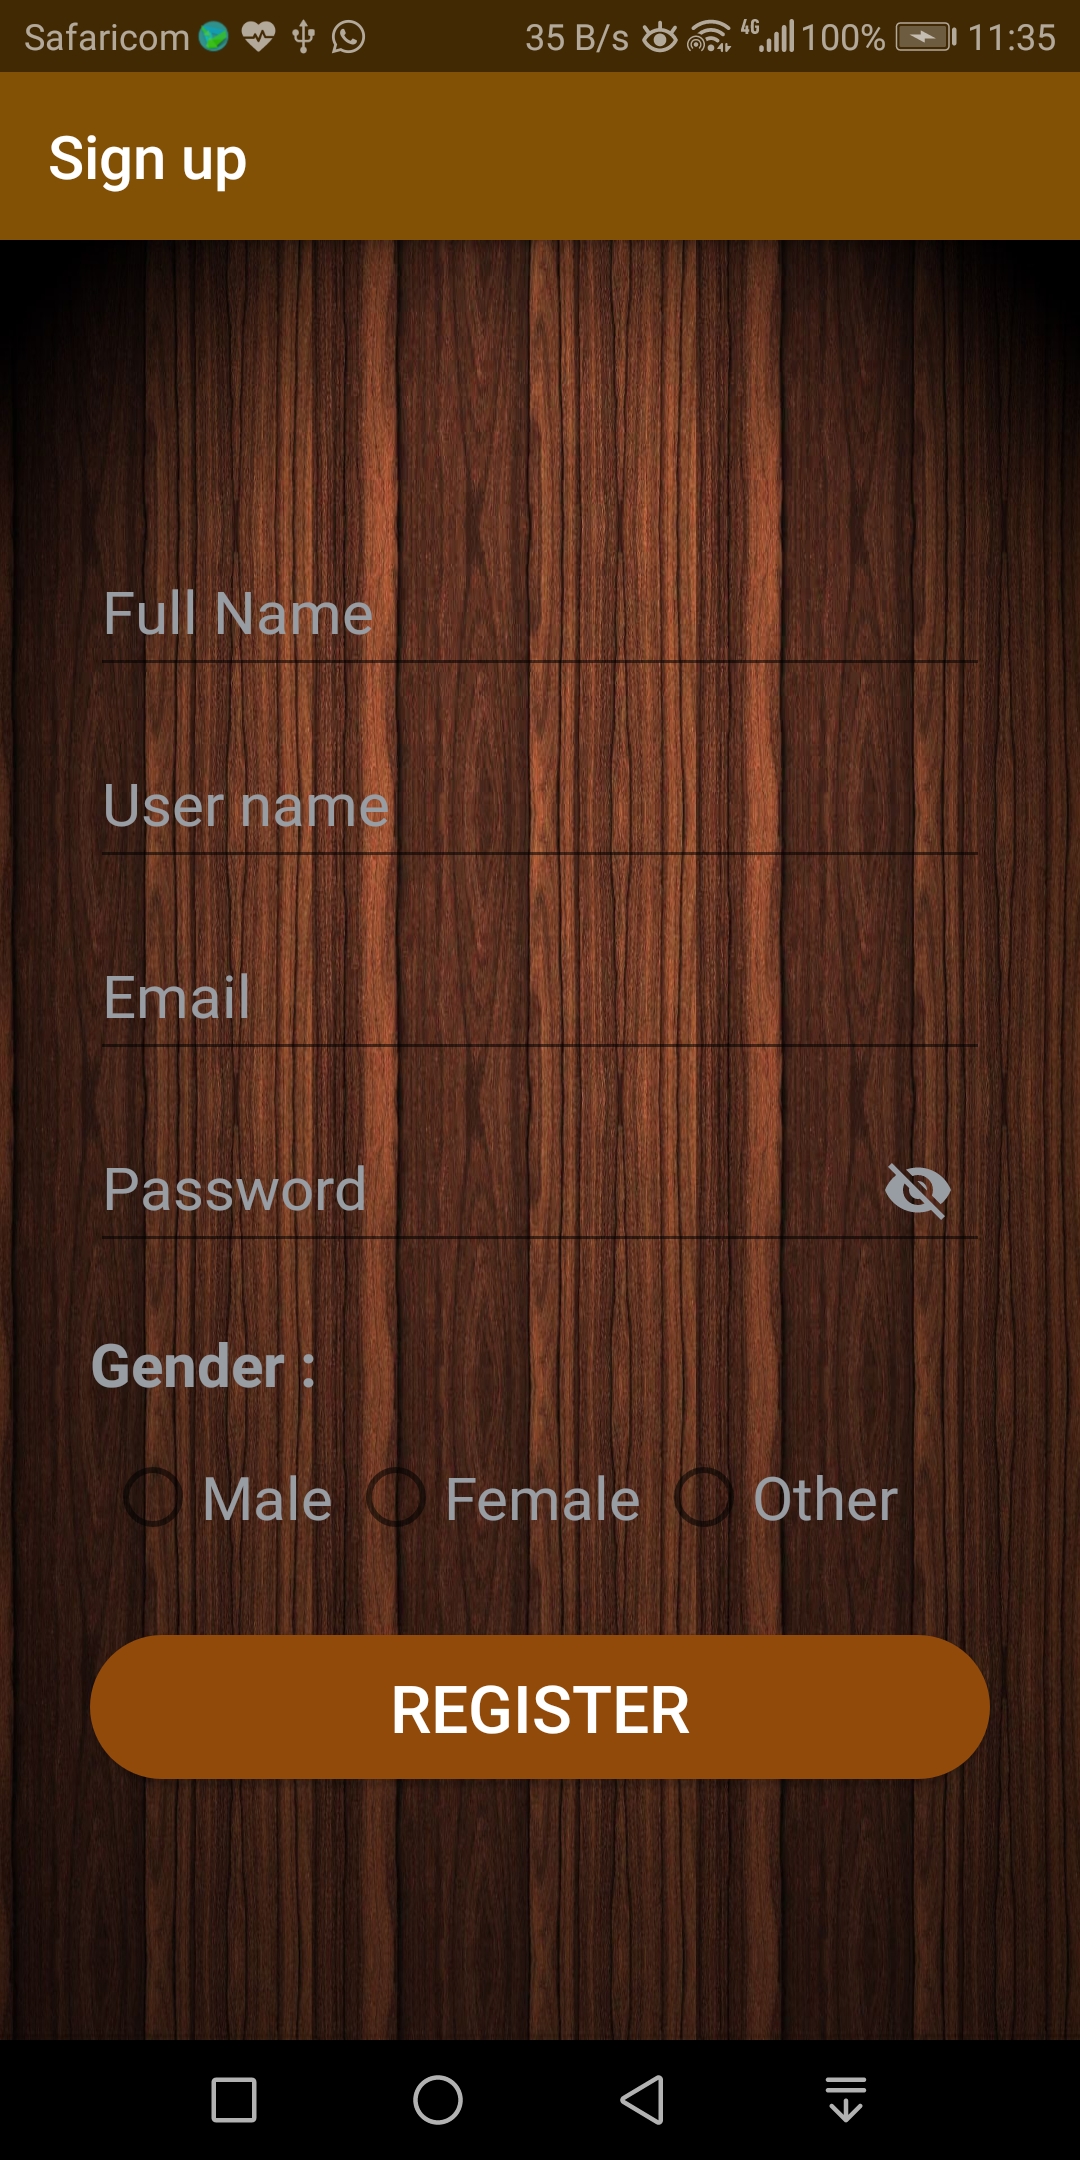 Safaricom 35 B/s 4G 100% 11:35
Sign up
Full Name
User name
Email
Password
Gender :
Male Female Other
REGISTER